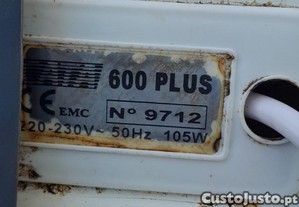 600 PLUS
CE EMC Nº 9712
220-230V~ 50Hz 105W
CustoJusto.pt